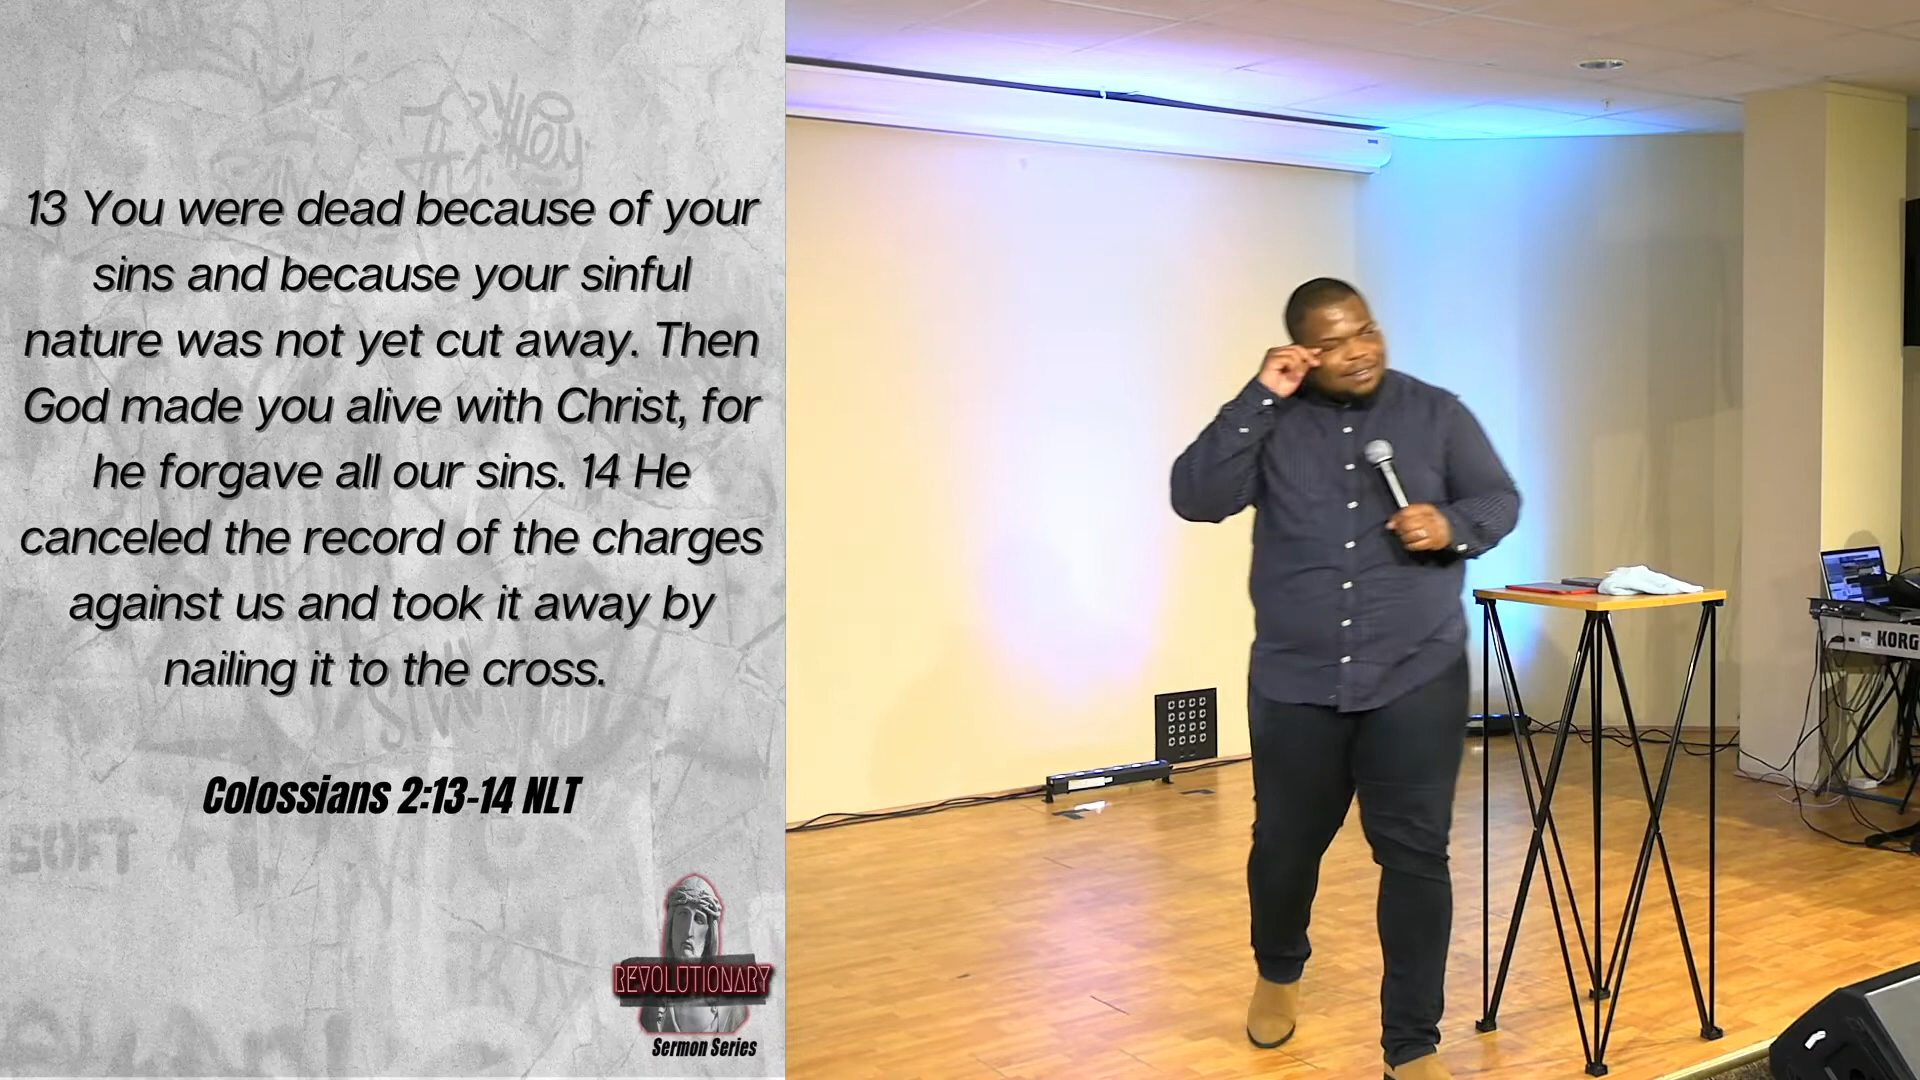 13 You were dead because of your
sins and because your sinful
nature was not yet cut away. Then
God made you alive with Christ, for
he forgave all our sins. 14 He
canceled the record of the charges
against us and took it away by
nailing it to the cross.
Colossians 2:13-14 NLT
SOFT
REVOLUTIONARY
Sermon Series
KORG